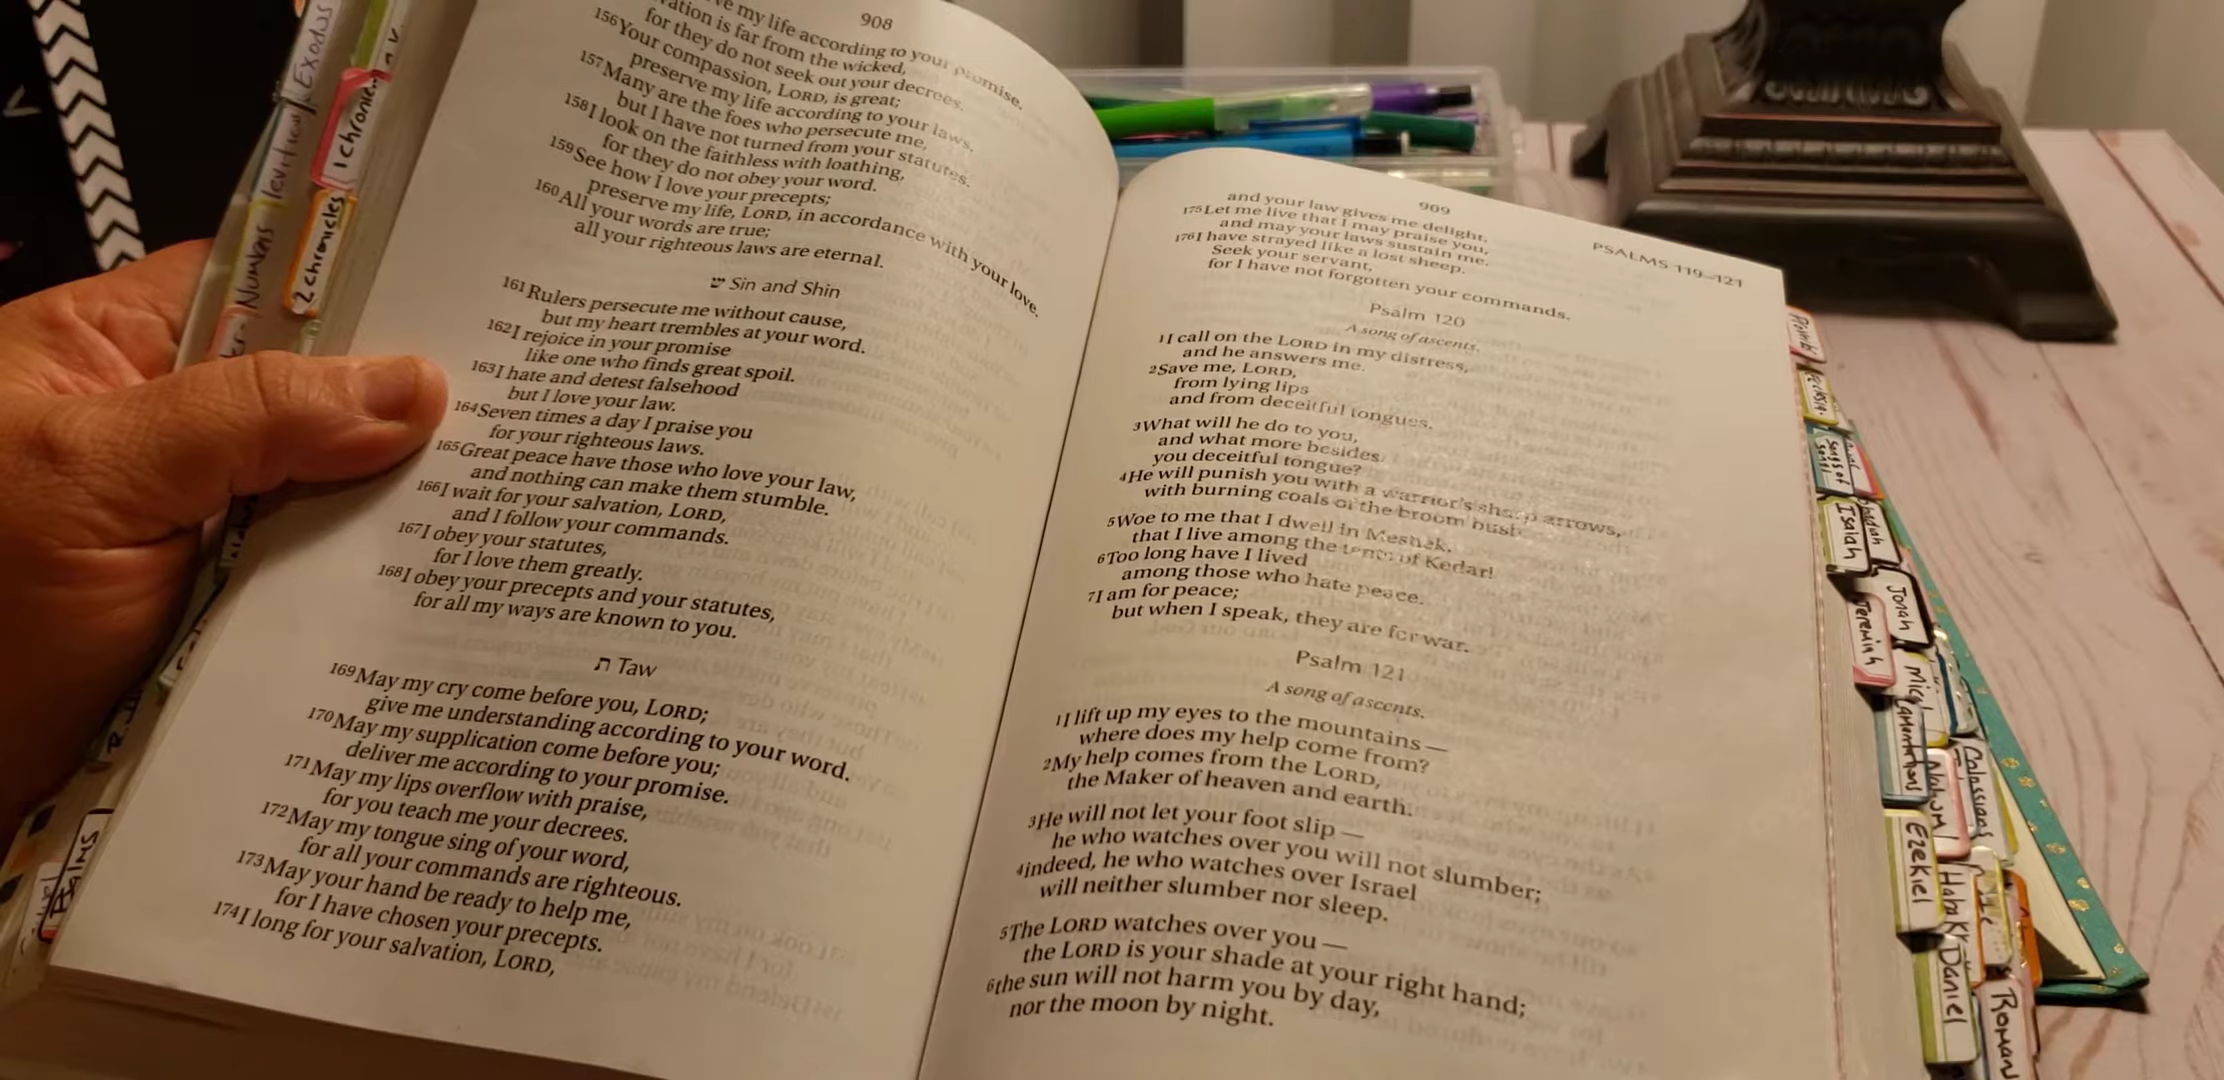 908
my life according to your promise.
is far from the wicked,
for they do not seek out your decrees.
156Your compassion, LORD, is great;
preserve my life according to your laws.
157Many are the foes who persecute me,
but I have not turned from your statutes.
158I look on the faithless with loathing,
for they do not obey your word.
159See how I love your precepts;
preserve my life, LORD, in accordance with your love.
160All your words are true;
all your righteous laws are eternal.
שׂ Sin and Shin
161Rulers persecute me without cause,
but my heart trembles at your word.
162I rejoice in your promise
like one who finds great spoil.
163I hate and detest falsehood
but I love your law.
164Seven times a day I praise you
for your righteous laws.
165Great peace have those who love your law,
and nothing can make them stumble.
166I wait for your salvation, LORD,
and I follow your commands.
167I obey your statutes,
for I love them greatly.
168I obey your precepts and your statutes,
for all my ways are known to you.
ת Taw
169May my cry come before you, LORD;
give me understanding according to your word.
170May my supplication come before you;
deliver me according to your promise.
171May my lips overflow with praise,
for you teach me your decrees.
172May my tongue sing of your word,
for all your commands are righteous.
173May your hand be ready to help me,
for I have chosen your precepts.
174I long for your salvation, LORD,
909
PSALMS 119–121
and your law gives me delight.
175Let me live that I may praise you,
and may your laws sustain me.
176I have strayed like a lost sheep.
Seek your servant,
for I have not forgotten your commands.
Psalm 120
A song of ascents.
1I call on the LORD in my distress,
and he answers me.
2Save me, LORD,
from lying lips
and from deceitful tongues.
3What will he do to you,
and what more besides,
you deceitful tongue?
4He will punish you with a warrior's sharp arrows,
with burning coals of the broom bush.
5Woe to me that I dwell in Meshek,
that I live among the tents of Kedar!
6Too long have I lived
among those who hate peace.
7I am for peace;
but when I speak, they are for war.
Psalm 121
A song of ascents.
1I lift up my eyes to the mountains —
where does my help come from?
2My help comes from the LORD,
the Maker of heaven and earth.
3He will not let your foot slip —
he who watches over you will not slumber;
4indeed, he who watches over Israel
will neither slumber nor sleep.
5The LORD watches over you —
the LORD is your shade at your right hand;
6the sun will not harm you by day,
nor the moon by night.
Exodus
Leviticus
Numbers
1 Chronic
2 Chronicles
Psalms
Songs of
Isaiah
Jonah
Jeremiah
Colossians
Nahum
Ezekiel
Daniel
Roman